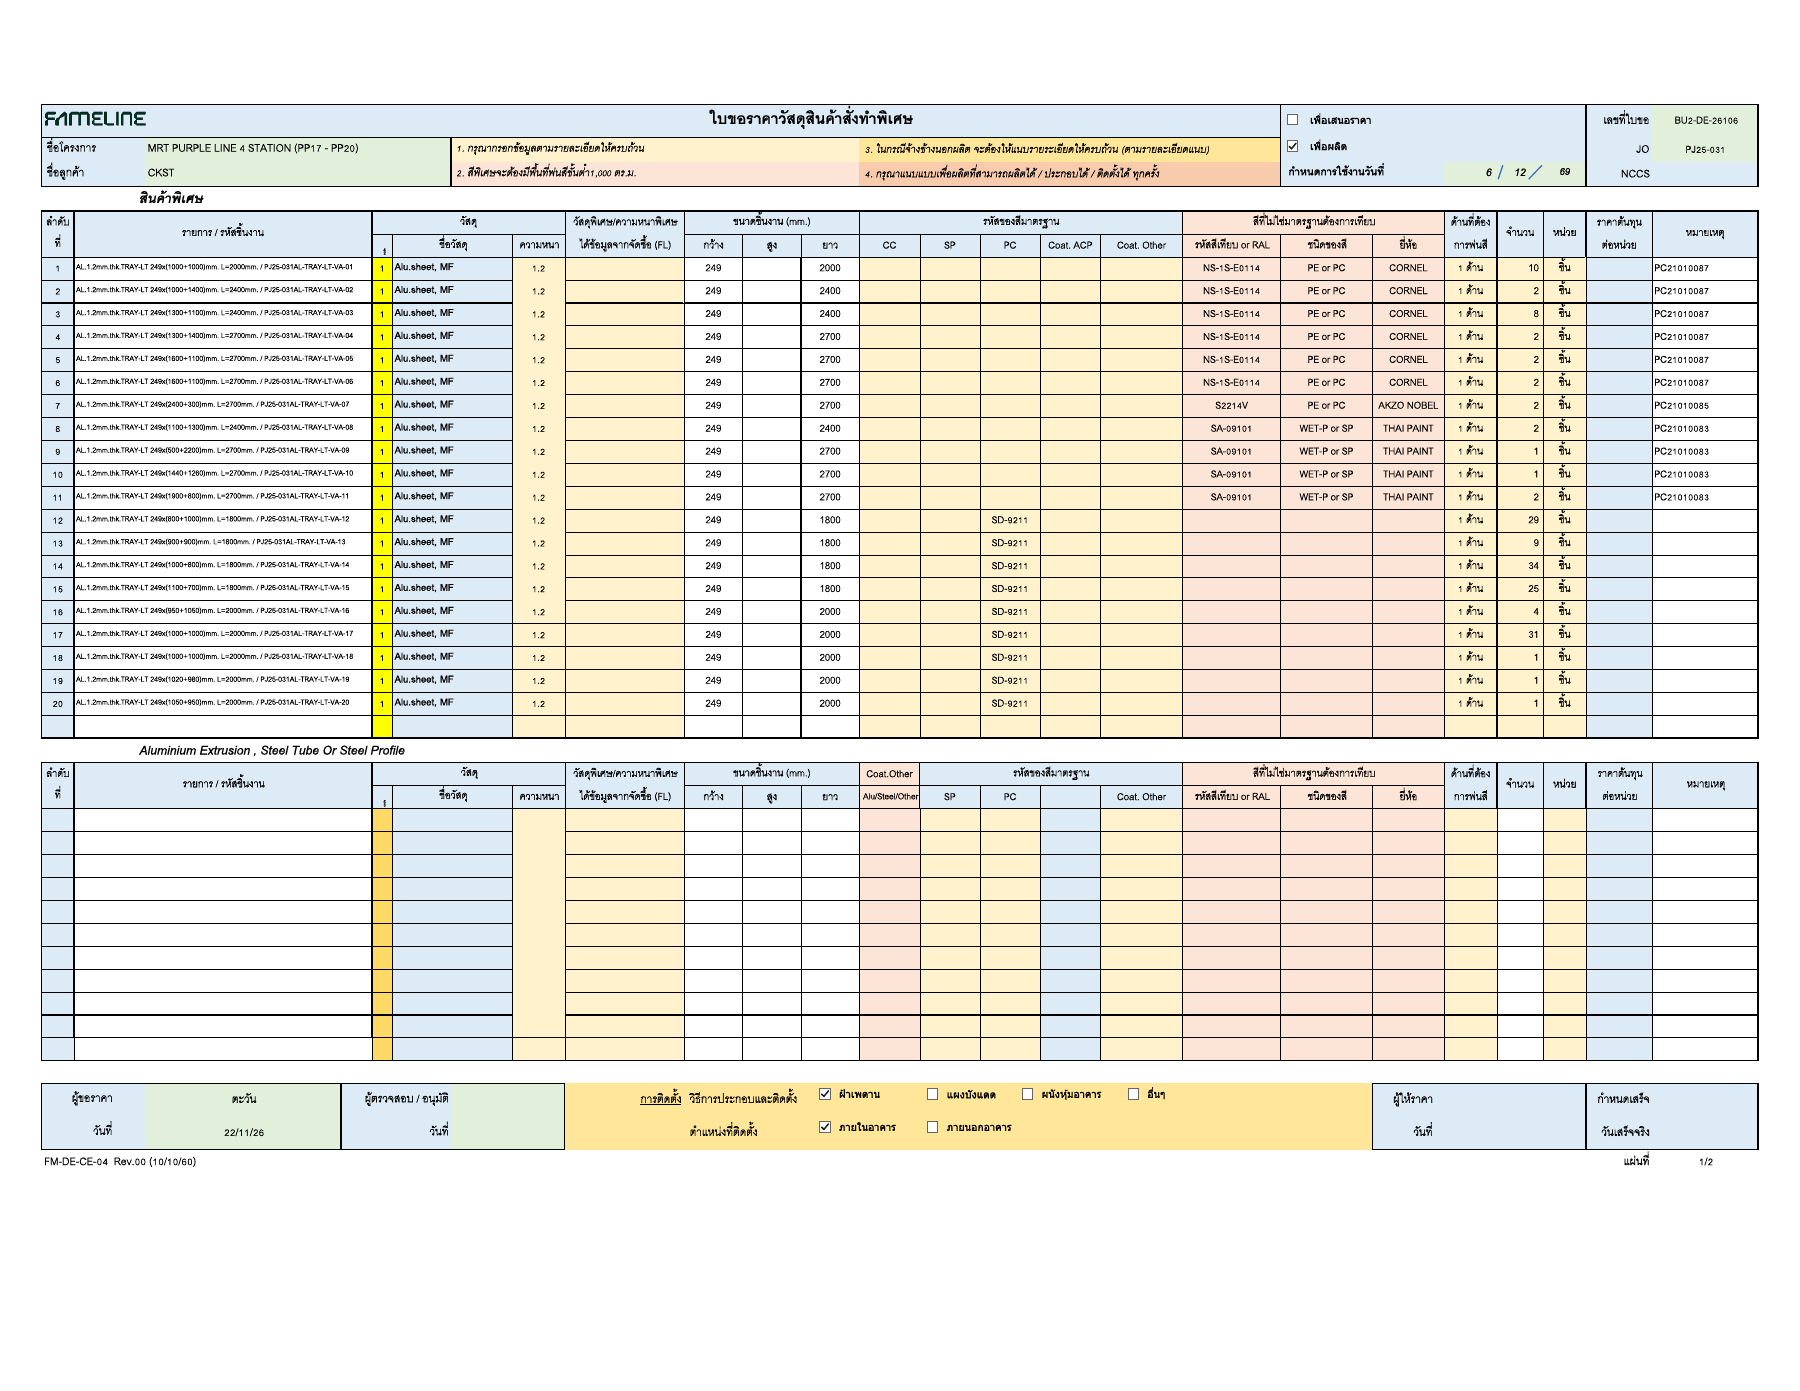 FAMELINE ใบขอราคาวัสดุสินค้าสั่งทำพิเศษ เพื่อเสนอราคา เลขที่ใบขอ BU2-DE-26106
ชื่อโครงการ MRT PURPLE LINE 4 STATION (PP17 - PP20) 1. กรุณากรอกข้อมูลตามรายละเอียดให้ครบถ้วน 3. ในกรณีจ้างช้างนอกผลิต จะต้องให้แนบรายระเอียดให้ครบถ้วน (ตามรายละเอียดแนบ) เพื่อผลิต JO PJ25-031
ชื่อลูกค้า CKST 2. สีพิเศษจะต้องมีพื้นที่พ่นสีขั้นต่ำ1,000 ตร.ม. 4. กรุณาแนบแบบเพื่อผลิตที่สามารถผลิตได้ / ประกอบได้ / ติดตั้งได้ ทุกครั้ง กำหนดการใช้งานวันที่ 6 / 12 / 69 NCCS
สินค้าพิเศษ
ลำดับ รายการ / รหัสชิ้นงาน วัสดุ วัสดุพิเศษ/ความหนาพิเศษ ขนาดชิ้นงาน (mm.) รหัสของสีมาตรฐาน สีที่ไม่ใช่มาตรฐานต้องการเทียบ ด้านที่ต้อง จำนวน หน่วย ราคาต้นทุน หมายเหตุ
ที่ ชื่อวัสดุ ความหนา ได้ข้อมูลจากจัดซื้อ (FL) กว้าง สูง ยาว CC SP PC Coat. ACP Coat. Other รหัสสีเทียบ or RAL ชนิดของสี ยี่ห้อ การพ่นสี ต่อหน่วย
1 AL.1.2mm.thk.TRAY-LT 249x(1000+1000)mm. L=2000mm. / PJ25-031AL-TRAY-LT-VA-01 1 Alu.sheet, MF 1.2 249 2000 NS-1S-E0114 PE or PC CORNEL 1 ด้าน 10 ชิ้น PC21010087
2 AL.1.2mm.thk.TRAY-LT 249x(1000+1400)mm. L=2400mm. / PJ25-031AL-TRAY-LT-VA-02 1 Alu.sheet, MF 1.2 249 2400 NS-1S-E0114 PE or PC CORNEL 1 ด้าน 2 ชิ้น PC21010087
3 AL.1.2mm.thk.TRAY-LT 249x(1300+1100)mm. L=2400mm. / PJ25-031AL-TRAY-LT-VA-03 1 Alu.sheet, MF 1.2 249 2400 NS-1S-E0114 PE or PC CORNEL 1 ด้าน 8 ชิ้น PC21010087
4 AL.1.2mm.thk.TRAY-LT 249x(1300+1400)mm. L=2700mm. / PJ25-031AL-TRAY-LT-VA-04 1 Alu.sheet, MF 1.2 249 2700 NS-1S-E0114 PE or PC CORNEL 1 ด้าน 2 ชิ้น PC21010087
5 AL.1.2mm.thk.TRAY-LT 249x(1600+1100)mm. L=2700mm. / PJ25-031AL-TRAY-LT-VA-05 1 Alu.sheet, MF 1.2 249 2700 NS-1S-E0114 PE or PC CORNEL 1 ด้าน 2 ชิ้น PC21010087
6 AL.1.2mm.thk.TRAY-LT 249x(1600+1100)mm. L=2700mm. / PJ25-031AL-TRAY-LT-VA-06 1 Alu.sheet, MF 1.2 249 2700 NS-1S-E0114 PE or PC CORNEL 1 ด้าน 2 ชิ้น PC21010087
7 AL.1.2mm.thk.TRAY-LT 249x(2400+300)mm. L=2700mm. / PJ25-031AL-TRAY-LT-VA-07 1 Alu.sheet, MF 1.2 249 2700 S2214V PE or PC AKZO NOBEL 1 ด้าน 2 ชิ้น PC21010085
8 AL.1.2mm.thk.TRAY-LT 249x(1100+1300)mm. L=2400mm. / PJ25-031AL-TRAY-LT-VA-08 1 Alu.sheet, MF 1.2 249 2400 SA-09101 WET-P or SP THAI PAINT 1 ด้าน 2 ชิ้น PC21010083
9 AL.1.2mm.thk.TRAY-LT 249x(500+2200)mm. L=2700mm. / PJ25-031AL-TRAY-LT-VA-09 1 Alu.sheet, MF 1.2 249 2700 SA-09101 WET-P or SP THAI PAINT 1 ด้าน 1 ชิ้น PC21010083
10 AL.1.2mm.thk.TRAY-LT 249x(1440+1260)mm. L=2700mm. / PJ25-031AL-TRAY-LT-VA-10 1 Alu.sheet, MF 1.2 249 2700 SA-09101 WET-P or SP THAI PAINT 1 ด้าน 1 ชิ้น PC21010083
11 AL.1.2mm.thk.TRAY-LT 249x(1900+800)mm. L=2700mm. / PJ25-031AL-TRAY-LT-VA-11 1 Alu.sheet, MF 1.2 249 2700 SA-09101 WET-P or SP THAI PAINT 1 ด้าน 2 ชิ้น PC21010083
12 AL.1.2mm.thk.TRAY-LT 249x(800+1000)mm. L=1800mm. / PJ25-031AL-TRAY-LT-VA-12 1 Alu.sheet, MF 1.2 249 1800 SD-9211 1 ด้าน 29 ชิ้น
13 AL.1.2mm.thk.TRAY-LT 249x(900+900)mm. L=1800mm. / PJ25-031AL-TRAY-LT-VA-13 1 Alu.sheet, MF 1.2 249 1800 SD-9211 1 ด้าน 9 ชิ้น
14 AL.1.2mm.thk.TRAY-LT 249x(1000+800)mm. L=1800mm. / PJ25-031AL-TRAY-LT-VA-14 1 Alu.sheet, MF 1.2 249 1800 SD-9211 1 ด้าน 34 ชิ้น
15 AL.1.2mm.thk.TRAY-LT 249x(1100+700)mm. L=1800mm. / PJ25-031AL-TRAY-LT-VA-15 1 Alu.sheet, MF 1.2 249 1800 SD-9211 1 ด้าน 25 ชิ้น
16 AL.1.2mm.thk.TRAY-LT 249x(950+1050)mm. L=2000mm. / PJ25-031AL-TRAY-LT-VA-16 1 Alu.sheet, MF 1.2 249 2000 SD-9211 1 ด้าน 4 ชิ้น
17 AL.1.2mm.thk.TRAY-LT 249x(1000+1000)mm. L=2000mm. / PJ25-031AL-TRAY-LT-VA-17 1 Alu.sheet, MF 1.2 249 2000 SD-9211 1 ด้าน 31 ชิ้น
18 AL.1.2mm.thk.TRAY-LT 249x(1000+1000)mm. L=2000mm. / PJ25-031AL-TRAY-LT-VA-18 1 Alu.sheet, MF 1.2 249 2000 SD-9211 1 ด้าน 1 ชิ้น
19 AL.1.2mm.thk.TRAY-LT 249x(1020+980)mm. L=2000mm. / PJ25-031AL-TRAY-LT-VA-19 1 Alu.sheet, MF 1.2 249 2000 SD-9211 1 ด้าน 1 ชิ้น
20 AL.1.2mm.thk.TRAY-LT 249x(1050+950)mm. L=2000mm. / PJ25-031AL-TRAY-LT-VA-20 1 Alu.sheet, MF 1.2 249 2000 SD-9211 1 ด้าน 1 ชิ้น
Aluminium Extrusion , Steel Tube Or Steel Profile
ลำดับ รายการ / รหัสชิ้นงาน วัสดุ วัสดุพิเศษ/ความหนาพิเศษ ขนาดชิ้นงาน (mm.) Coat.Other รหัสของสีมาตรฐาน สีที่ไม่ใช่มาตรฐานต้องการเทียบ ด้านที่ต้อง จำนวน หน่วย ราคาต้นทุน หมายเหตุ
ที่ ชื่อวัสดุ ความหนา ได้ข้อมูลจากจัดซื้อ (FL) กว้าง สูง ยาว Alu/Steel/Other SP PC Coat. Other รหัสสีเทียบ or RAL ชนิดของสี ยี่ห้อ การพ่นสี ต่อหน่วย
ผู้ขอราคา ตะวัน ผู้ตรวจสอบ / อนุมัติ การติดตั้ง วิธีการประกอบและติดตั้ง ฝ้าเพดาน แผงบังแดด ผนังหุ้มอาคาร อื่นๆ ผู้ให้ราคา กำหนดเสร็จ
วันที่ 22/11/26 วันที่ ตำแหน่งที่ติดตั้ง ภายในอาคาร ภายนอกอาคาร วันที่ วันเสร็จจริง
FM-DE-CE-04 Rev.00 (10/10/60) แผ่นที่ 1/2